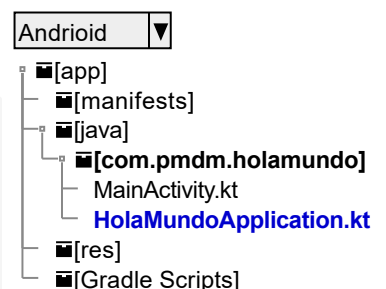 Andrioid
[app]
[manifests]
[java]
[com.pmdm.holamundo]
MainActivity.kt
HolaMundoApplication.kt
[res]
[Gradle Scripts]